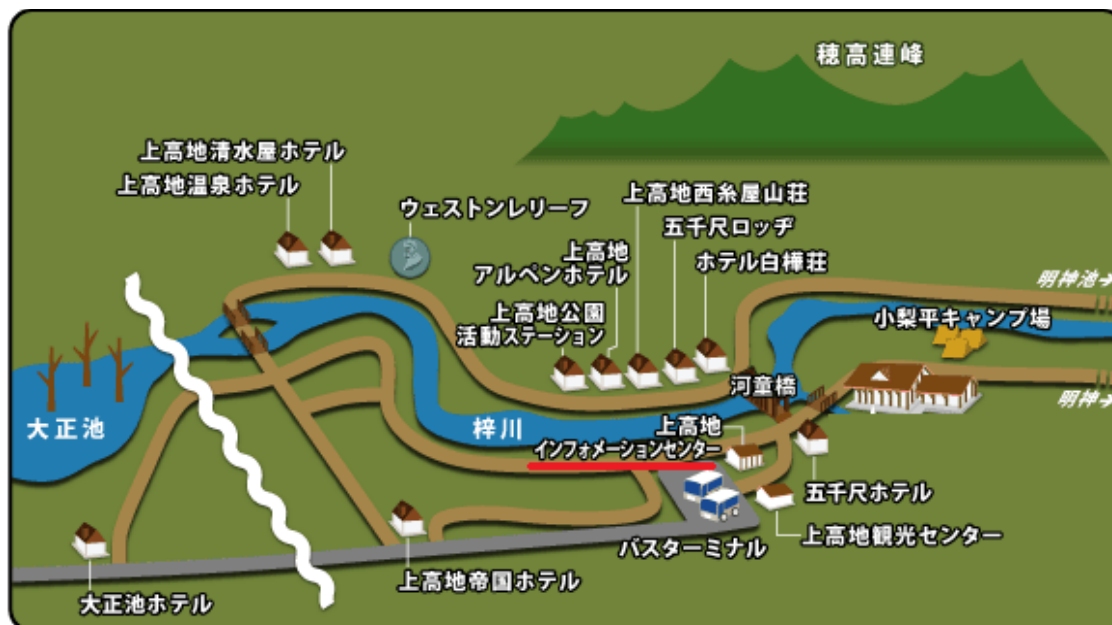 穂高連峰
上高地清水屋ホテル
上高地温泉ホテル
ウェストンレリーフ
上高地西糸屋山荘
五千尺ロッヂ
上高地
アルペンホテル
ホテル白樺荘
明神池→
上高地公園
活動ステーション
小梨平キャンプ場
河童橋
明神→
大正池
梓川
上高地
インフォメーションセンター
五千尺ホテル
上高地観光センター
バスターミナル
上高地帝国ホテル
大正池ホテル